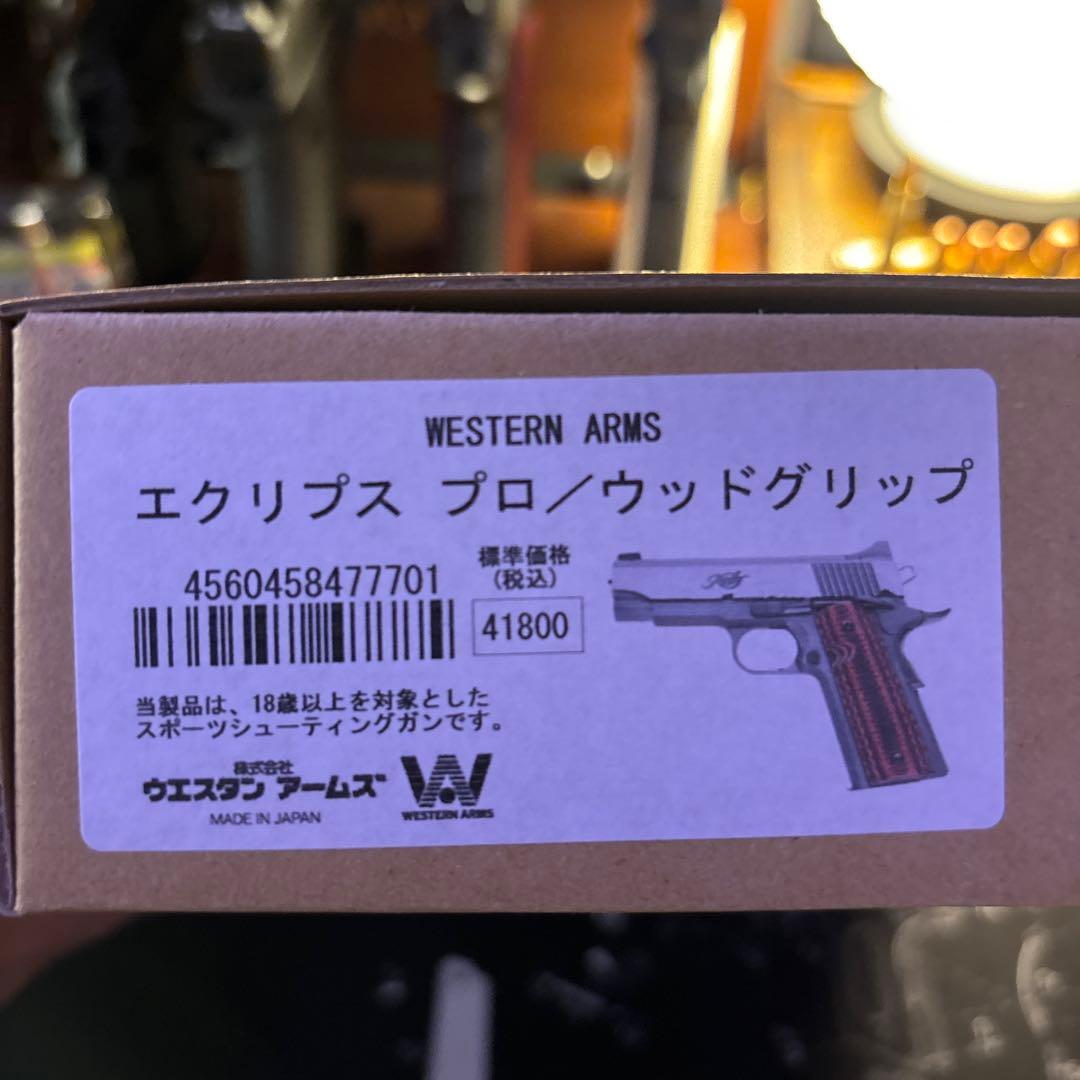 WESTERN ARMS
エクリプス プロ／ウッドグリップ
4560458477701
標準価格
(税込)
41800
当製品は、18歳以上を対象とした
スポーツシューティングガンです。
株式会社
ウエスタン アームズ
MADE IN JAPAN
WESTERN ARMS
Kimber